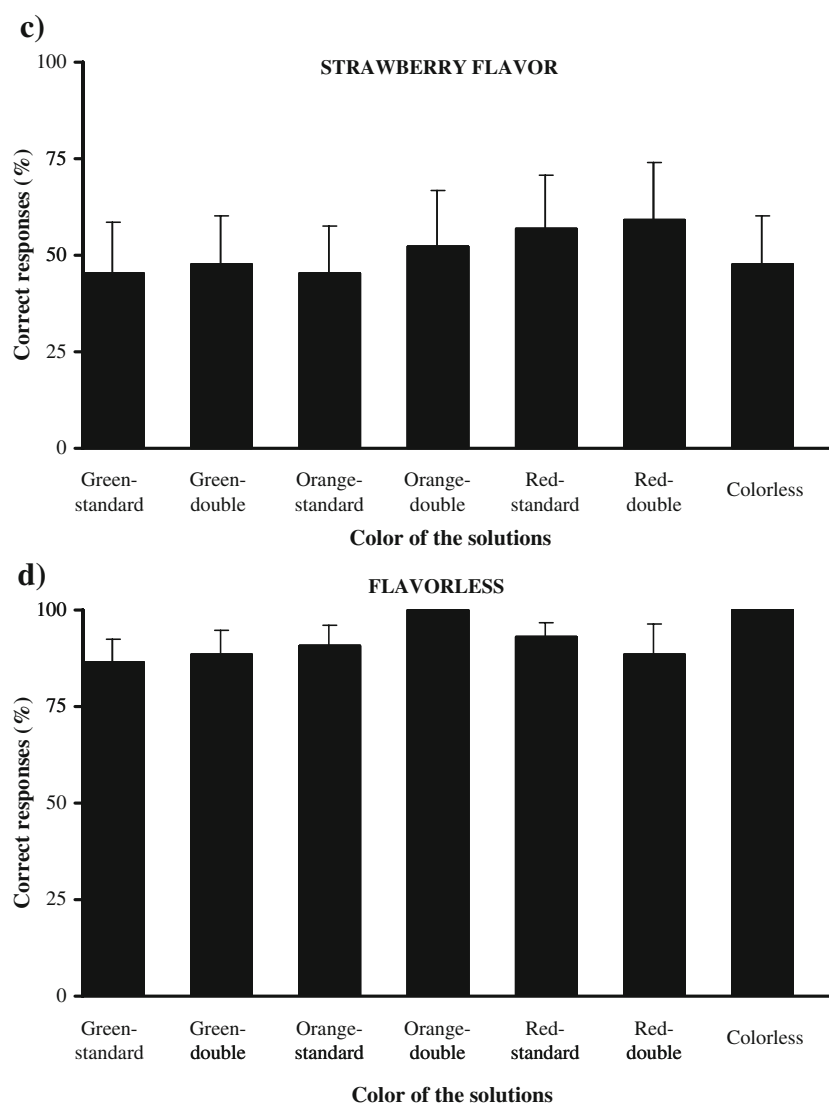 c)
STRAWBERRY FLAVOR
100
75
50
25
0
Correct responses (%)
Green-
standard
Green-
double
Orange-
standard
Orange-
double
Red-
standard
Red-
double
Colorless
Color of the solutions
d)
FLAVORLESS
100
75
50
25
0
Correct responses (%)
Green-
standard
Green-
double
Orange-
standard
Orange-
double
Red-
standard
Red-
double
Colorless
Color of the solutions